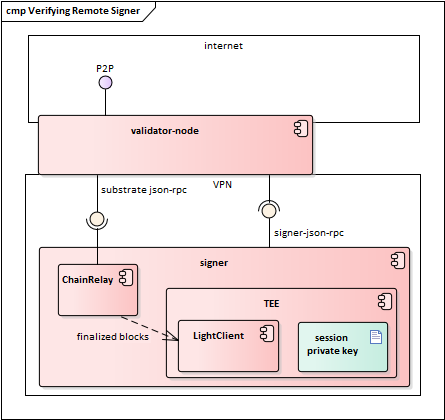 cmp Verifying Remote Signer
internet
P2P
validator-node
VPN
substrate json-rpc
signer-json-rpc
signer
ChainRelay
TEE
finalized blocks
LightClient
session
private key